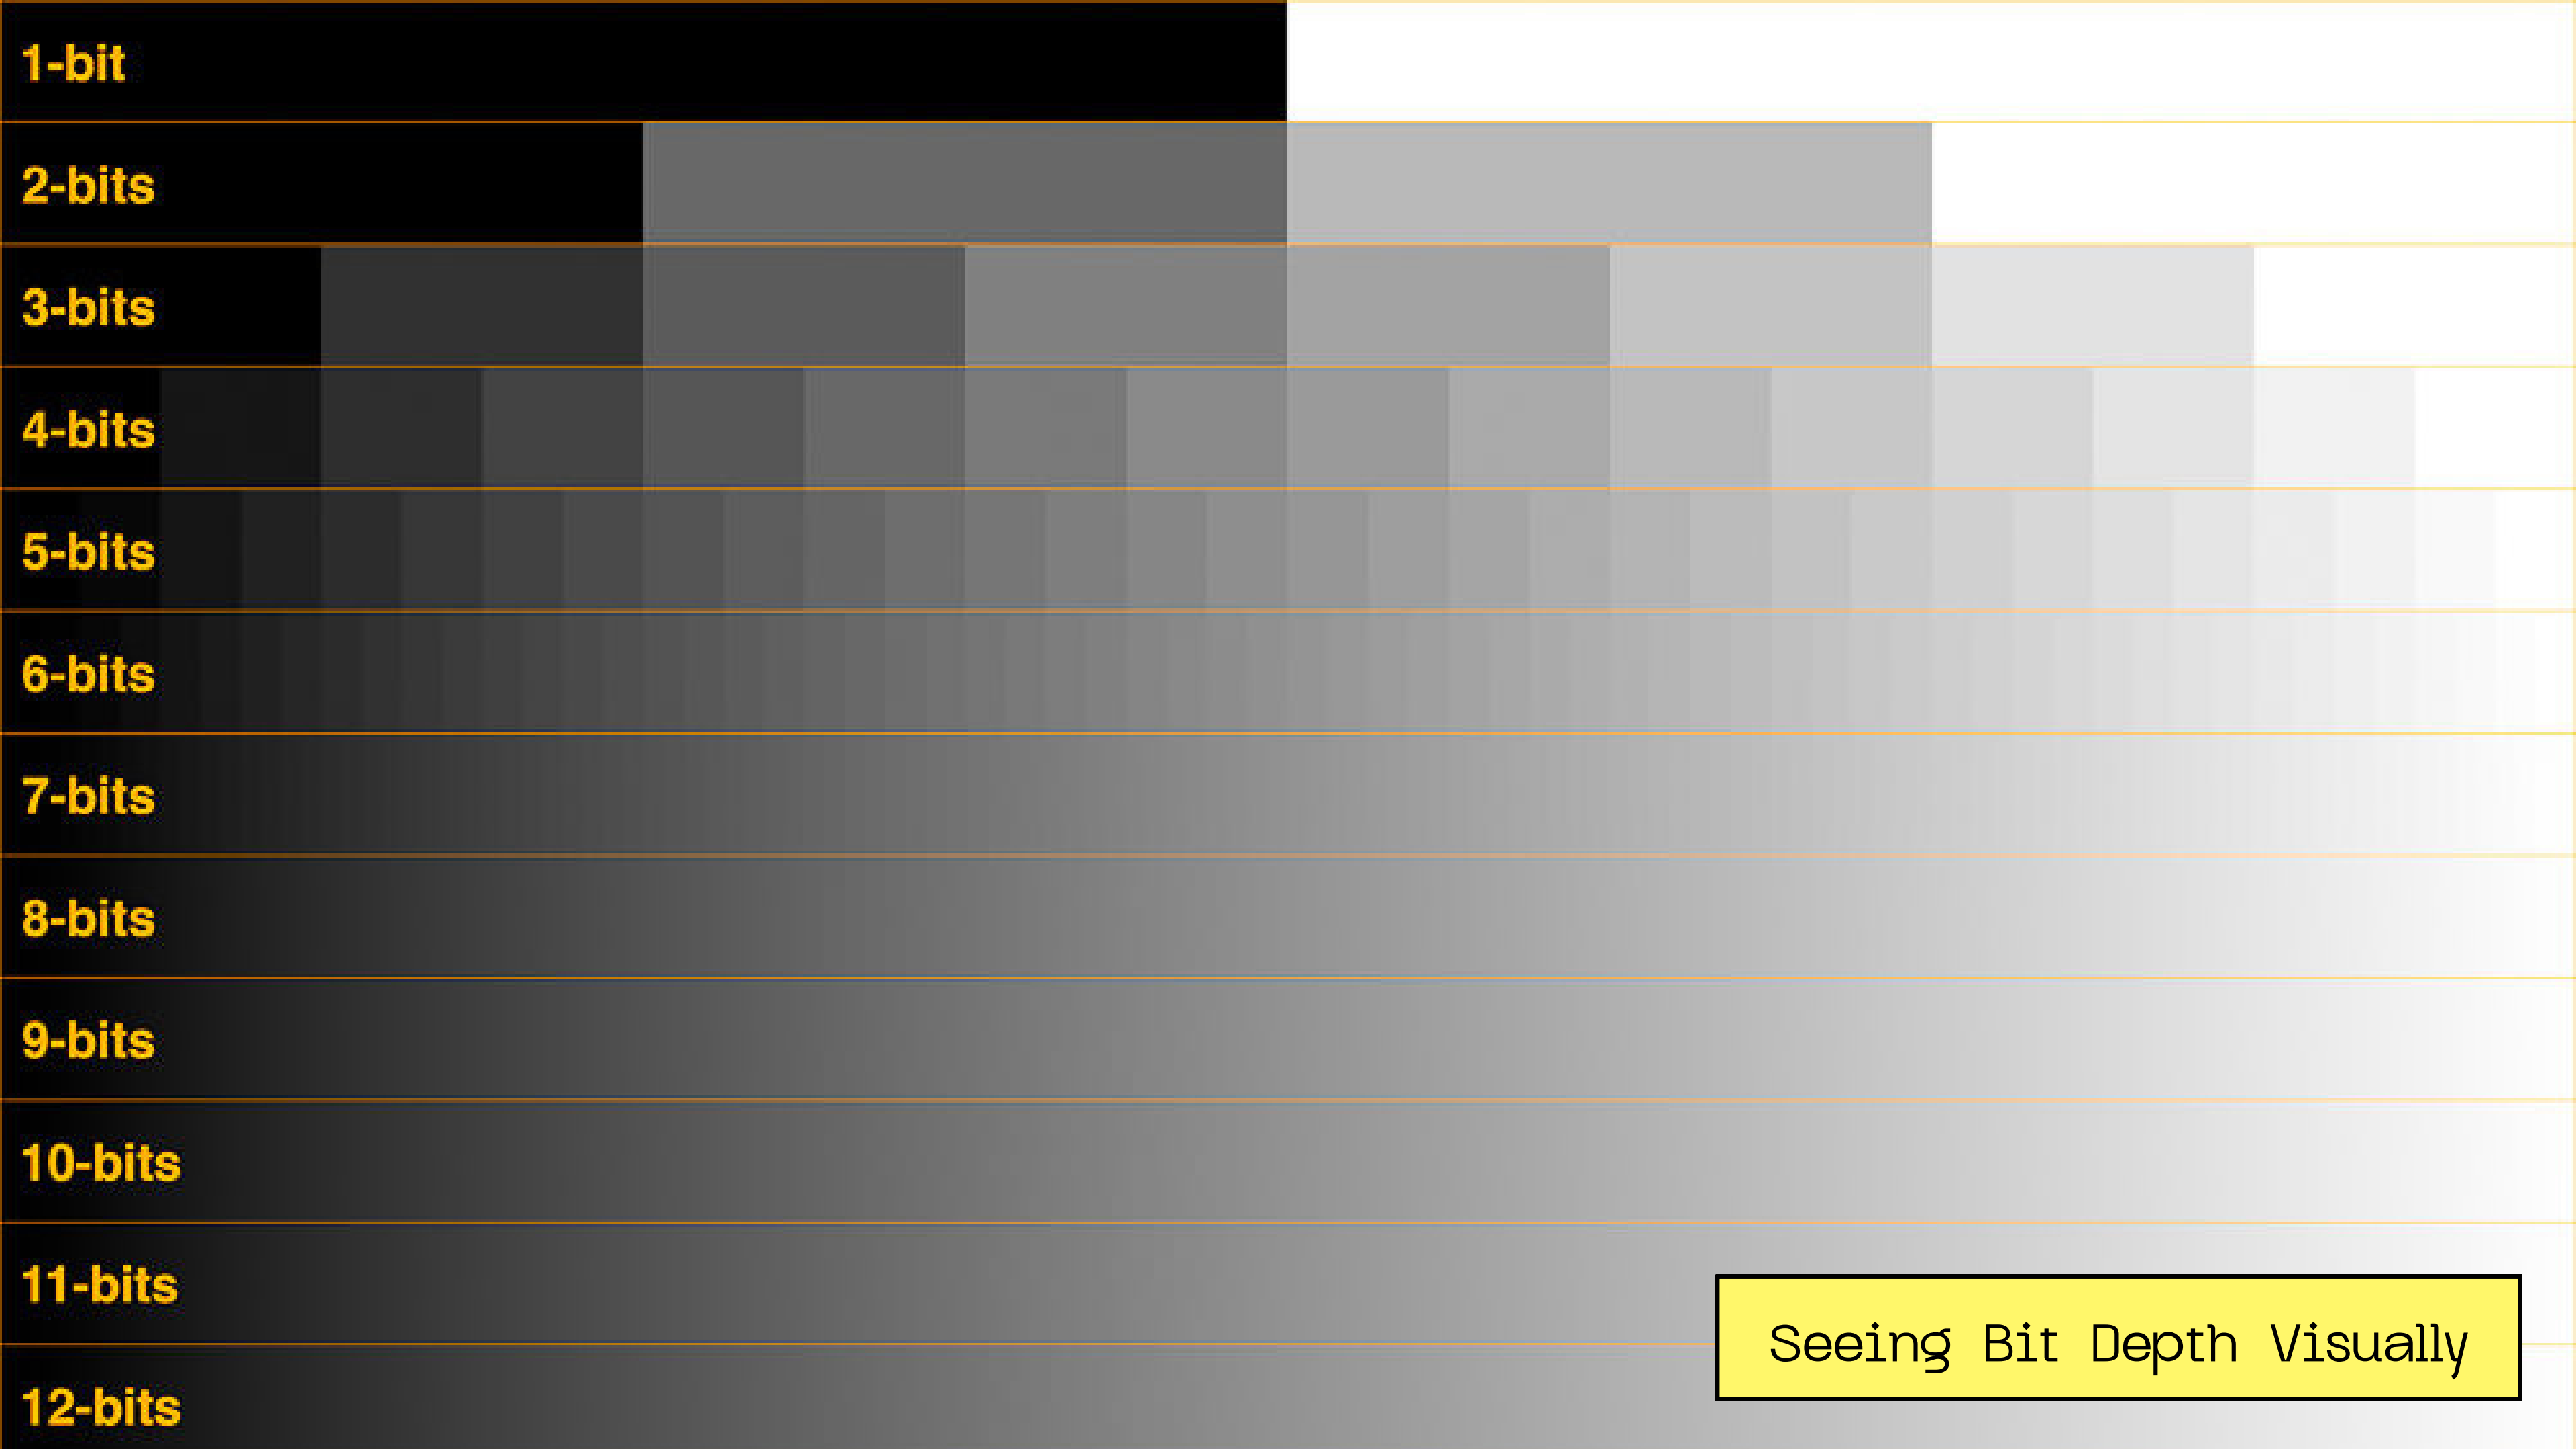 1-bit
2-bits
3-bits
4-bits
5-bits
6-bits
7-bits
8-bits
9-bits
10-bits
11-bits
Seeing Bit Depth Visually
12-bits